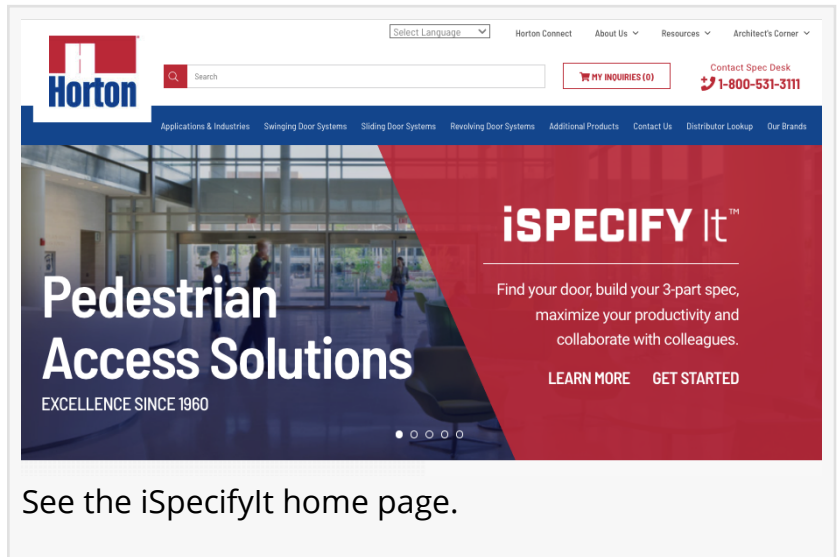 Select Language
Horton Connect
About Us
Resources
Architect's Corner
Horton
Search
MY INQUIRIES (0)
Contact Spec Desk
1-800-531-3111
Applications & Industries
Swinging Door Systems
Sliding Door Systems
Revolving Door Systems
Additional Products
Contact Us
Distributor Lookup
Our Brands
Pedestrian
Access Solutions
EXCELLENCE SINCE 1960
iSPECIFY It™
Find your door, build your 3-part spec,
maximize your productivity and
collaborate with colleagues.
LEARN MORE
GET STARTED
See the iSpecifyIt home page.